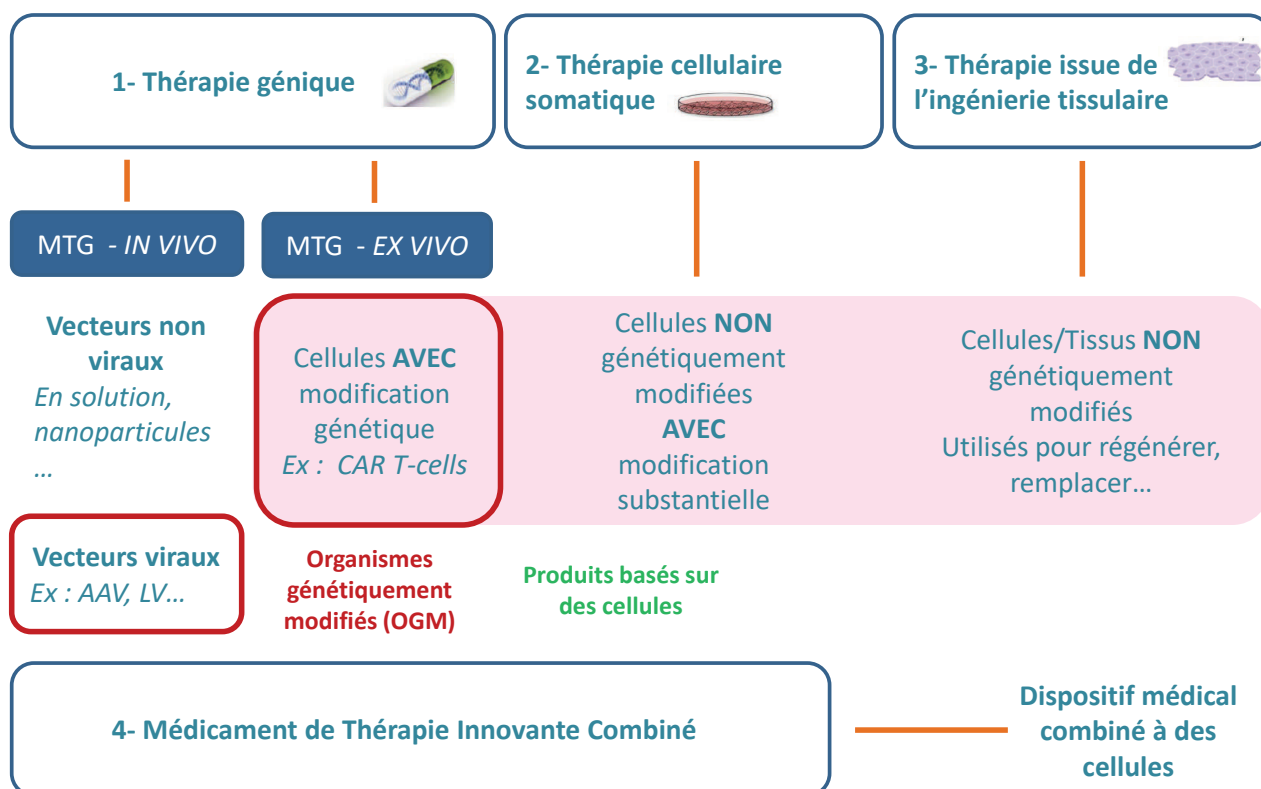 1- Thérapie génique
2- Thérapie cellulaire
somatique
3- Thérapie issue de
l’ingénierie tissulaire
MTG - IN VIVO
MTG - EX VIVO
Vecteurs non
viraux
En solution,
nanoparticules
…
Cellules AVEC
modification
génétique
Ex : CAR T-cells
Cellules NON
génétiquement
modifiées
AVEC
modification
substantielle
Cellules/Tissus NON
génétiquement
modifiés
Utilisés pour régénérer,
remplacer…
Vecteurs viraux
Ex : AAV, LV…
Organismes
génétiquement
modifiés (OGM)
Produits basés sur
des cellules
4- Médicament de Thérapie Innovante Combiné
Dispositif médical
combiné à des
cellules